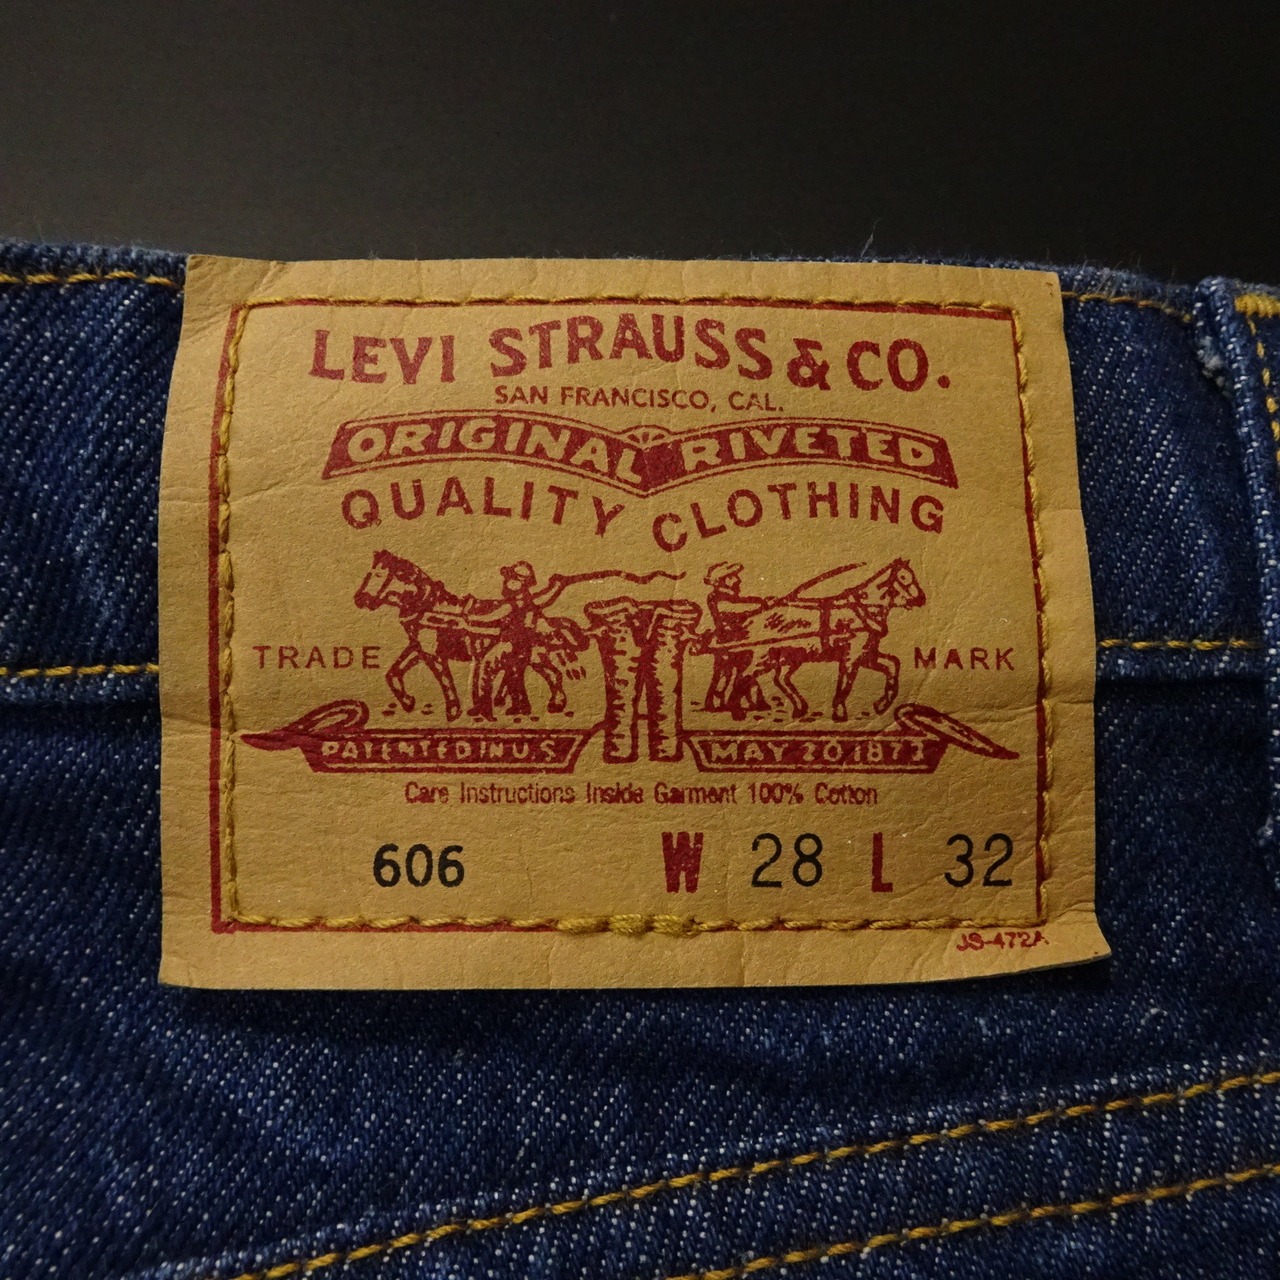 LEVI STRAUSS & CO.
SAN FRANCISCO, CAL.
ORIGINAL RIVETED
QUALITY CLOTHING
TRADE MARK
PATENTED IN U.S MAY 20 1873
Care Instructions Inside Garment 100% Cotton
606 W 28 L 32
JS-472A